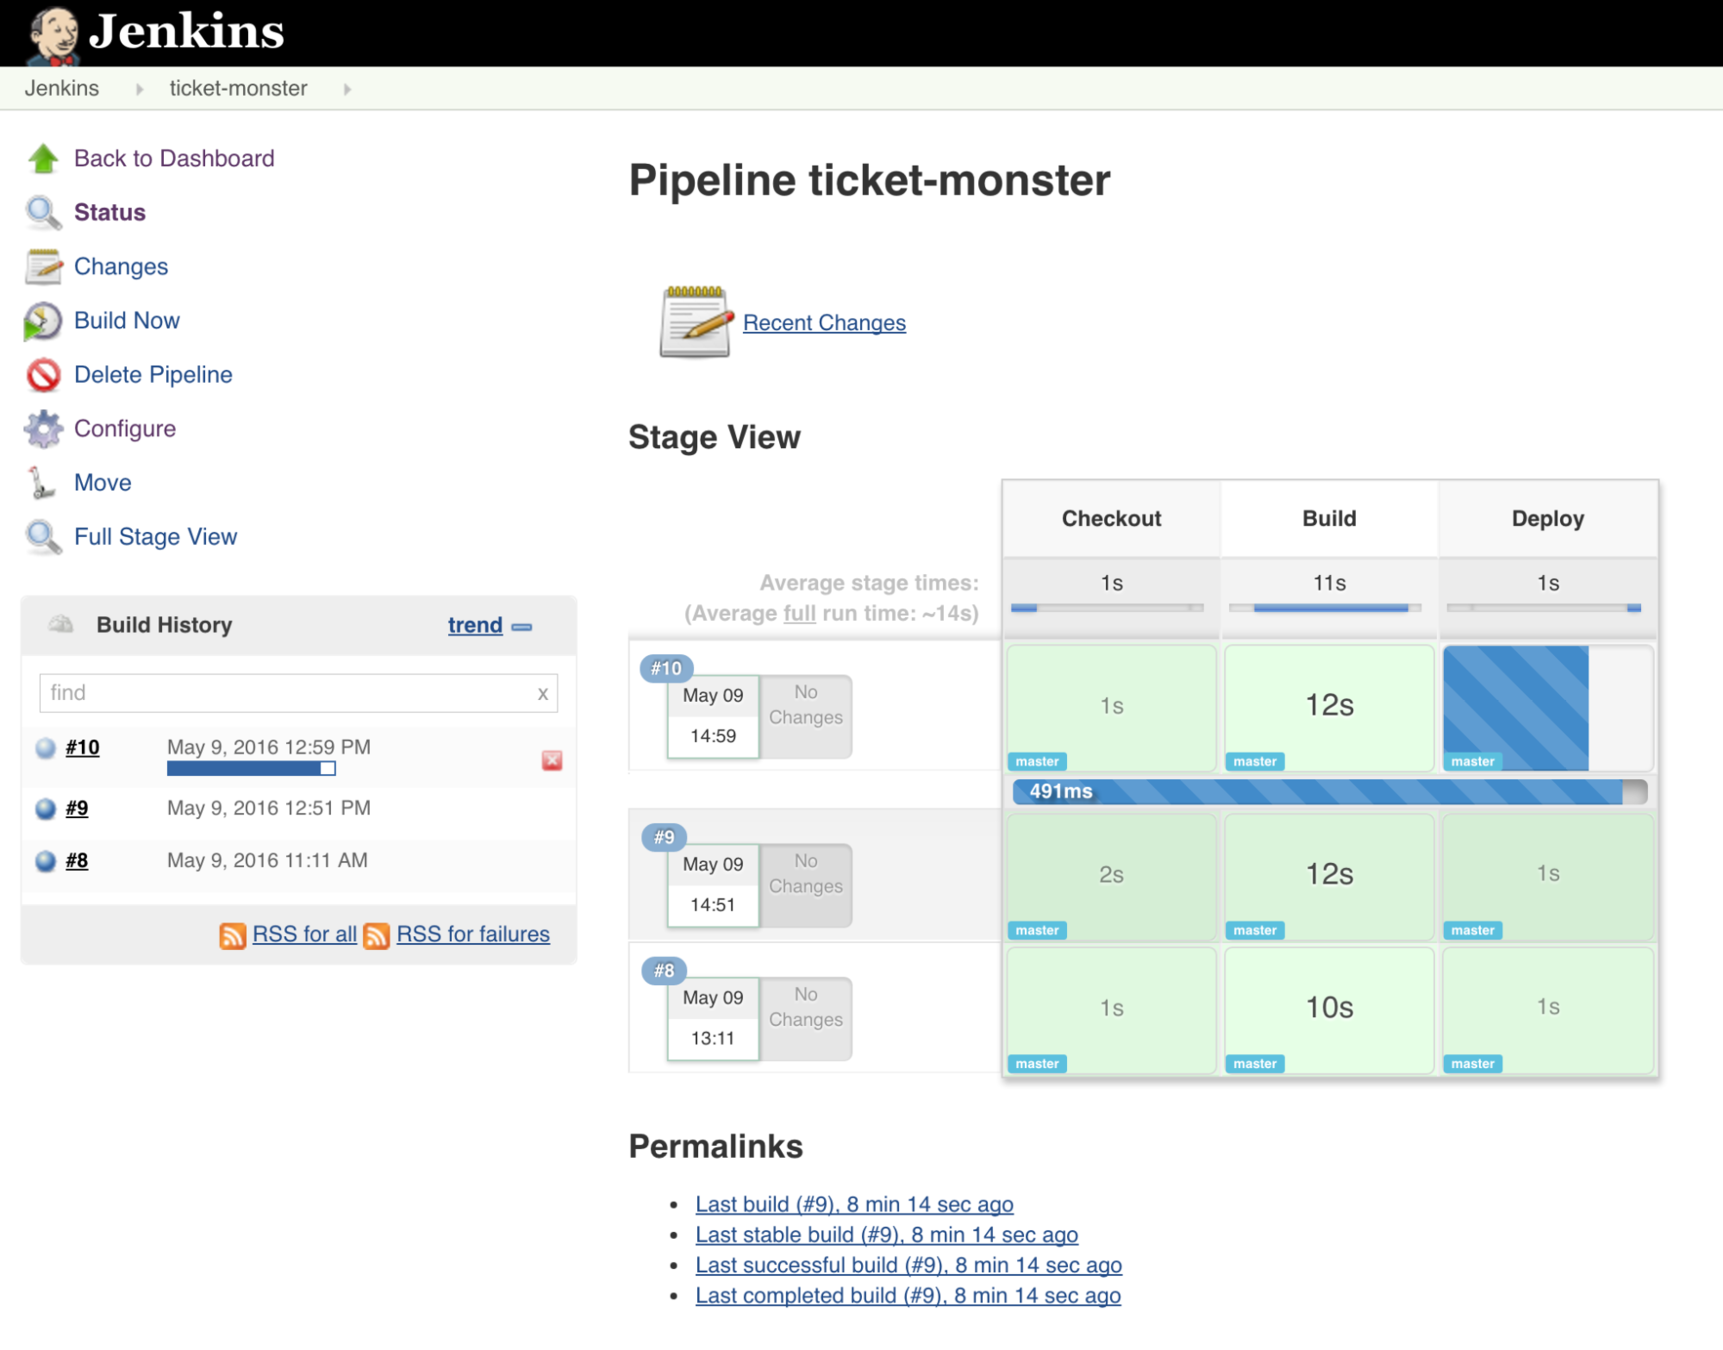 Jenkins
Jenkins ticket-monster
Back to Dashboard
Status
Changes
Build Now
Delete Pipeline
Configure
Move
Full Stage View
Build History trend
find x
#10 May 9, 2016 12:59 PM
#9 May 9, 2016 12:51 PM
#8 May 9, 2016 11:11 AM
RSS for all RSS for failures
Pipeline ticket-monster
Recent Changes
Stage View
Checkout Build Deploy
Average stage times: 1s 11s 1s
(Average full run time: ~14s)
#10
May 09 No
Changes
14:59
1s 12s
master master master
491ms
#9
May 09 No
Changes
14:51
2s 12s 1s
master master master
#8
May 09 No
Changes
13:11
1s 10s 1s
master master master
Permalinks
Last build (#9), 8 min 14 sec ago
Last stable build (#9), 8 min 14 sec ago
Last successful build (#9), 8 min 14 sec ago
Last completed build (#9), 8 min 14 sec ago